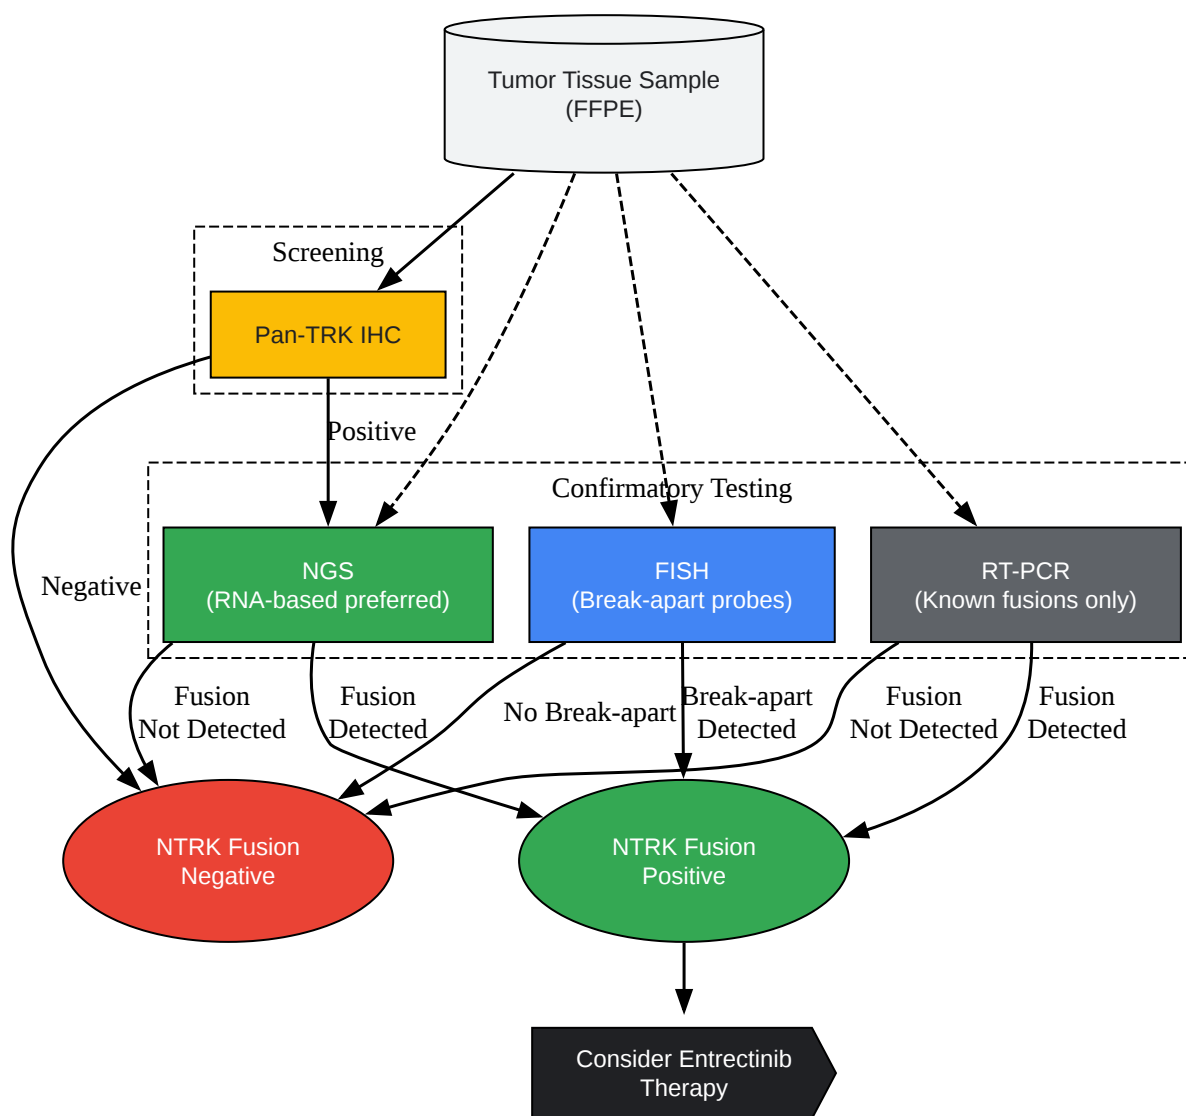 Tumor Tissue Sample
(FFPE)
Screening
Pan-TRK IHC
Positive
Confirmatory Testing
NGS
(RNA-based preferred)
FISH
(Break-apart probes)
RT-PCR
(Known fusions only)
Negative
Fusion
Not Detected
Fusion
Detected
No Break-apart
Break-apart
Detected
Fusion
Not Detected
Fusion
Detected
NTRK Fusion
Negative
NTRK Fusion
Positive
Consider Entrectinib
Therapy